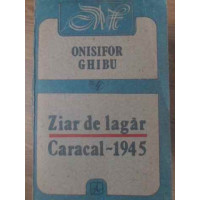 ONISIFOR
GHIBU
Ziar de lagăr
Caracal-1945